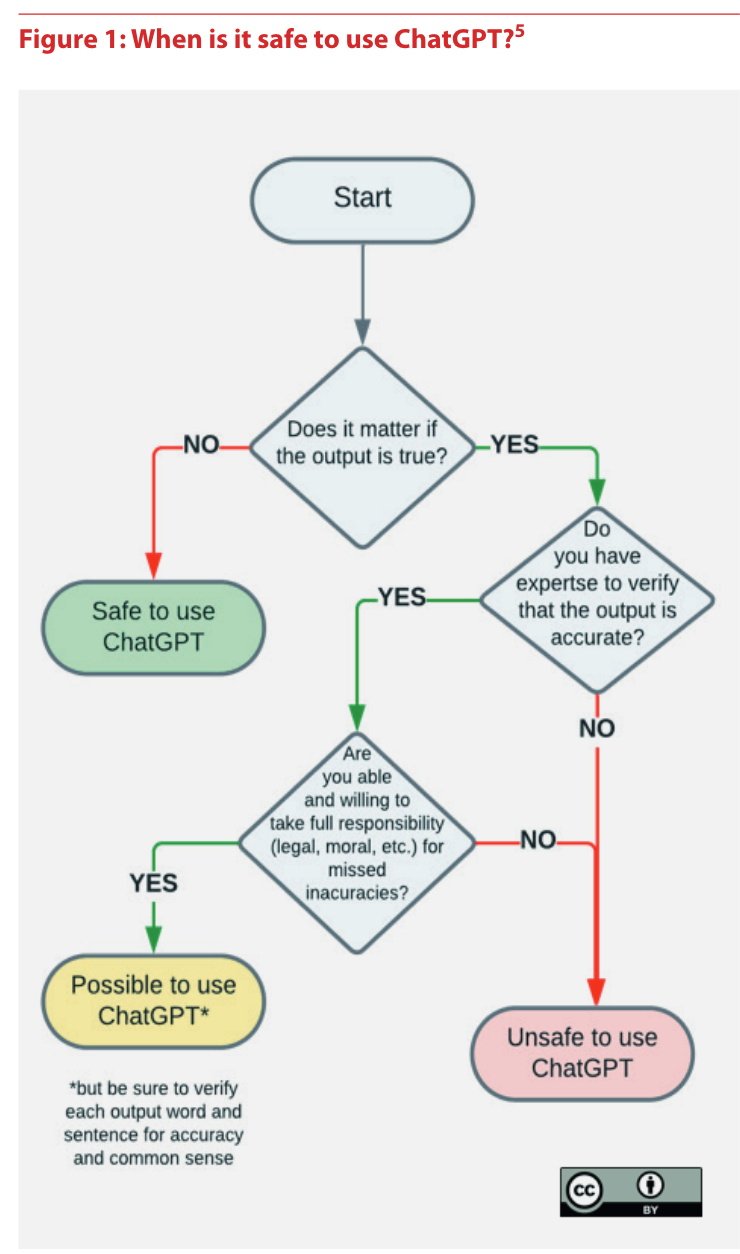 Figure 1: When is it safe to use ChatGPT?5
Start
Does it matter if
the output is true?
NO
YES
Safe to use
ChatGPT
Do
you have
expertse to verify
that the output is
accurate?
YES
NO
Are
you able
and willing to
take full responsibility
(legal, moral, etc.) for
missed
inacuracies?
NO
YES
Possible to use
ChatGPT*
Unsafe to use
ChatGPT
*but be sure to verify
each output word and
sentence for accuracy
and common sense
cc
BY